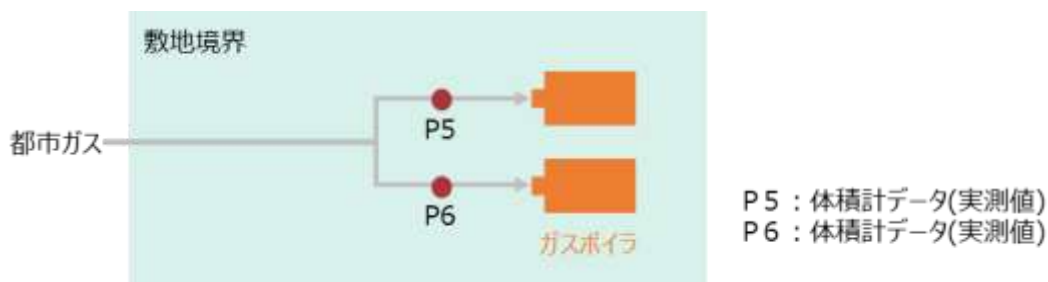 敷地境界
都市ガス
P5
P6
ガスボイラ
P5:体積計データ(実測値)
P6:体積計データ(実測値)